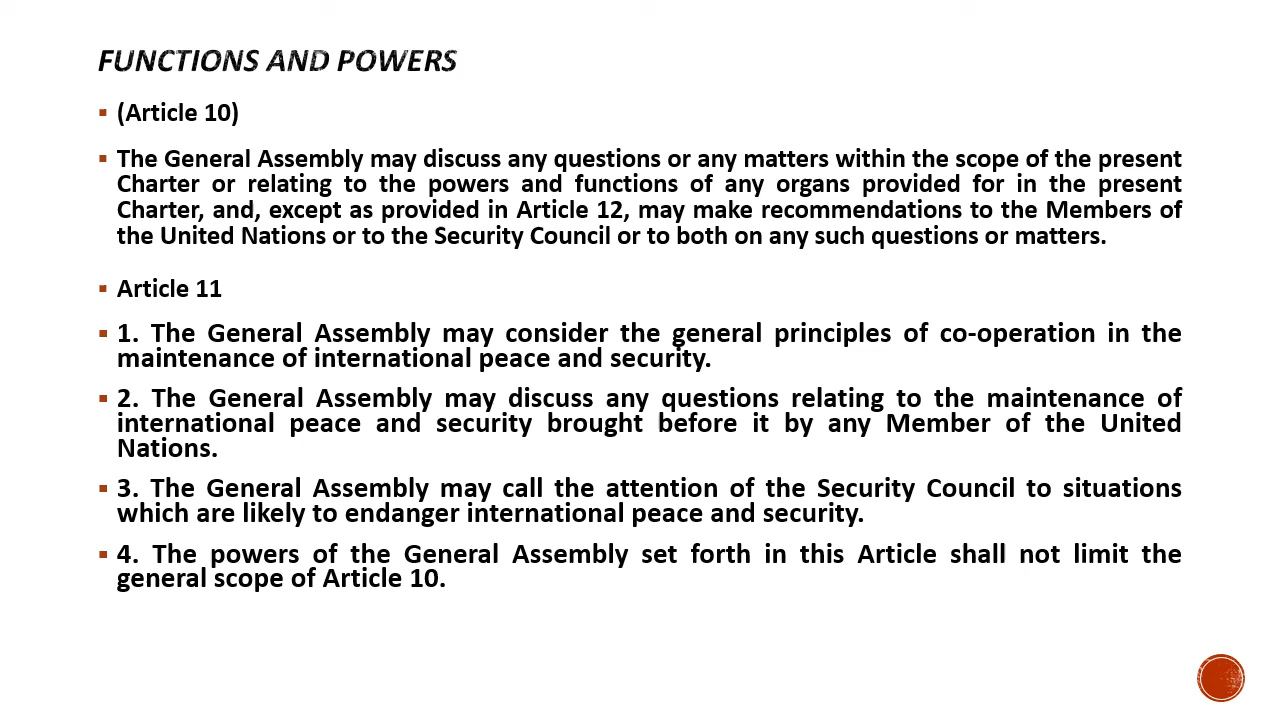 FUNCTIONS AND POWERS
▪ (Article 10)
▪ The General Assembly may discuss any questions or any matters within the scope of the present
Charter or relating to the powers and functions of any organs provided for in the present
Charter, and, except as provided in Article 12, may make recommendations to the Members of
the United Nations or to the Security Council or to both on any such questions or matters.
▪ Article 11
▪ 1. The General Assembly may consider the general principles of co-operation in the
maintenance of international peace and security.
▪ 2. The General Assembly may discuss any questions relating to the maintenance of
international peace and security brought before it by any Member of the United
Nations.
▪ 3. The General Assembly may call the attention of the Security Council to situations
which are likely to endanger international peace and security.
▪ 4. The powers of the General Assembly set forth in this Article shall not limit the
general scope of Article 10.